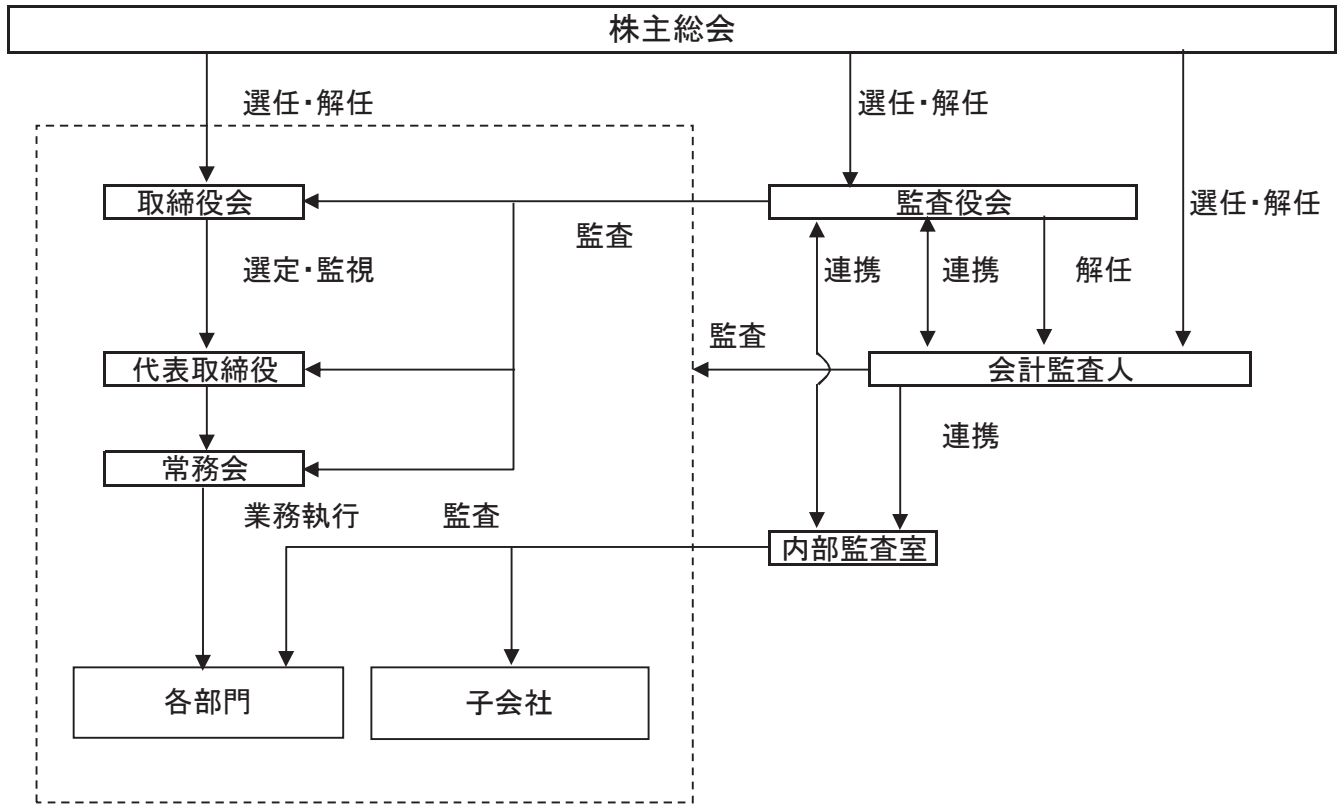 株主総会
選任・解任
選任・解任
取締役会
監査役会
選任・解任
監査
選定・監視
連携
連携
解任
監査
代表取締役
会計監査人
連携
常務会
業務執行
監査
内部監査室
各部門
子会社